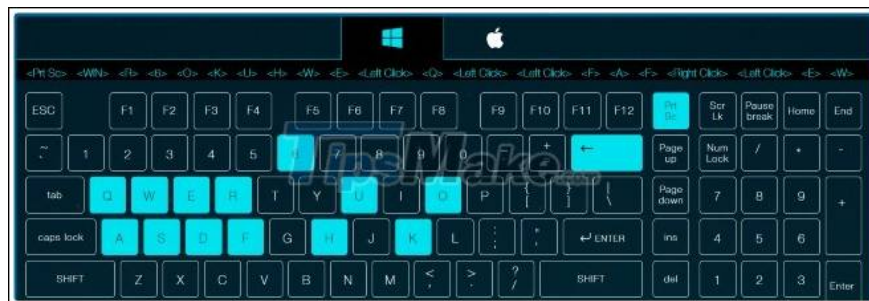 <Prt Sc> <WIN> <R> <6> <O> <K> <U> <H> <W> <E> <Left Click> <Q> <Left Click> <Left Click> <F> <A> <F> <Right Click> <Left Click> <E> <W>
ESC F1 F2 F3 F4 F5 F6 F7 F8 F9 F10 F11 F12 Prt Sc Scr Lk Pause break Home End
~ 1 2 3 4 5 6 7 8 9 0 + ← Page up Num Lock / * -
tab Q W E R T Y U I O P { [ } ] | \ Page down 7 8 9 +
caps lock A S D F G H J K L : ; " ' ↵ ENTER ins 4 5 6
SHIFT Z X C V B N M < , > . ? / SHIFT del 1 2 3 Enter
TipsMake.com